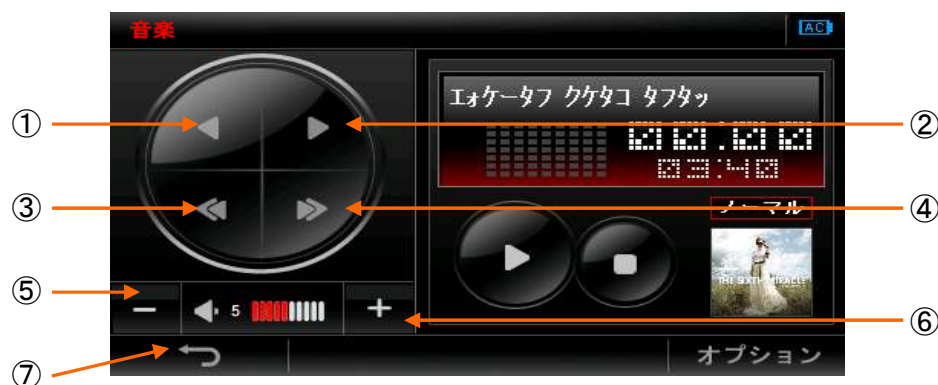 音楽
AC
①
②
エォケータフ クケタコ タフタッ
00:00
03:40
③
④
ノーマル
THE SIXTH MIRACLE
⑤
5
⑥
⑦
オプション